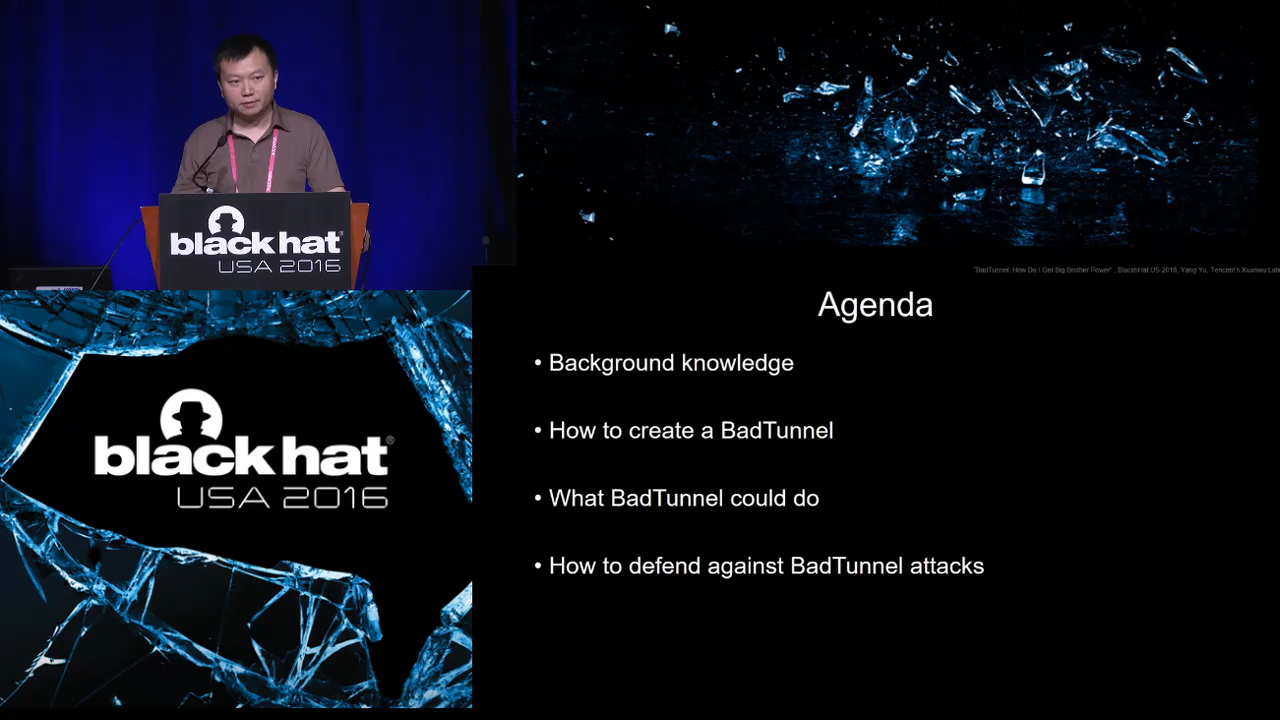 black hat®
USA 2016
"BadTunnel: How Do I Get Big Brother Power" , BlackhHat US 2016, Yang Yu, Tencent's Xuanwu Lab
Agenda
• Background knowledge
• How to create a BadTunnel
• What BadTunnel could do
• How to defend against BadTunnel attacks
black hat®
USA 2016